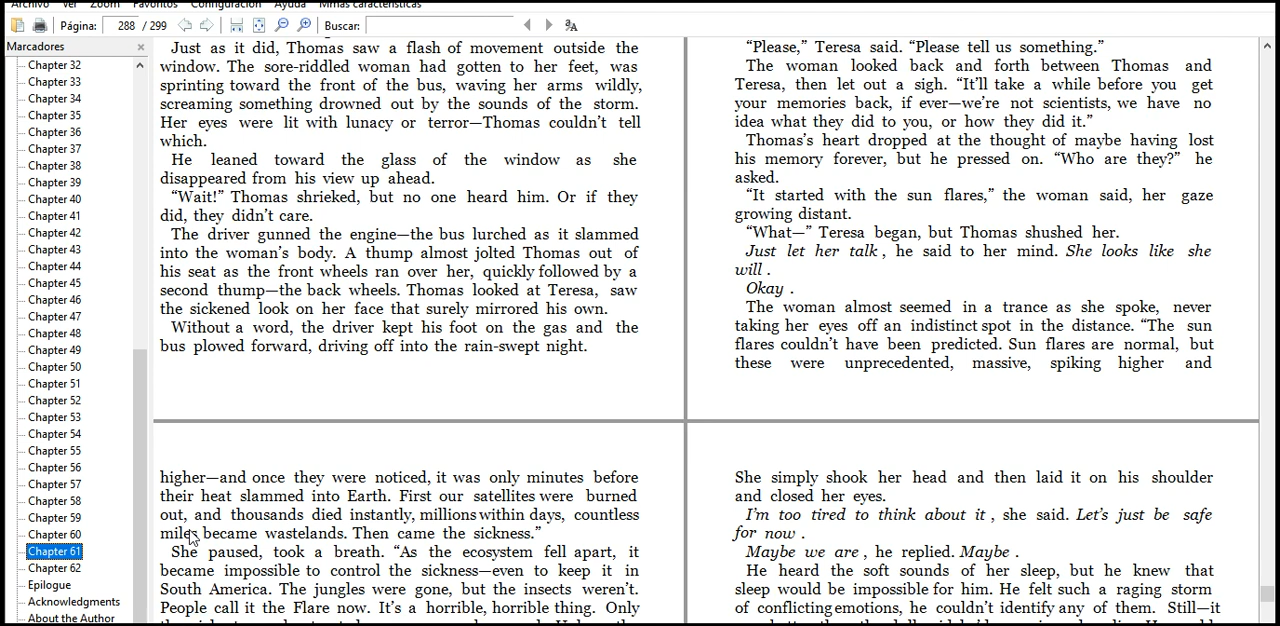 Archivo Ver Zoom Favoritos Configuración Ayuda Mínimas características
Página: 288 / 299 Buscar:
Marcadores
Chapter 32
Chapter 33
Chapter 34
Chapter 35
Chapter 36
Chapter 37
Chapter 38
Chapter 39
Chapter 40
Chapter 41
Chapter 42
Chapter 43
Chapter 44
Chapter 45
Chapter 46
Chapter 47
Chapter 48
Chapter 49
Chapter 50
Chapter 51
Chapter 52
Chapter 53
Chapter 54
Chapter 55
Chapter 56
Chapter 57
Chapter 58
Chapter 59
Chapter 60
Chapter 61
Chapter 62
Epilogue
Acknowledgments
About the Author
Just as it did, Thomas saw a flash of movement outside the
window. The sore-riddled woman had gotten to her feet, was
sprinting toward the front of the bus, waving her arms wildly,
screaming something drowned out by the sounds of the storm.
Her eyes were lit with lunacy or terror—Thomas couldn’t tell
which.
He leaned toward the glass of the window as she
disappeared from his view up ahead.
“Wait!” Thomas shrieked, but no one heard him. Or if they
did, they didn’t care.
The driver gunned the engine—the bus lurched as it slammed
into the woman’s body. A thump almost jolted Thomas out of
his seat as the front wheels ran over her, quickly followed by a
second thump—the back wheels. Thomas looked at Teresa, saw
the sickened look on her face that surely mirrored his own.
Without a word, the driver kept his foot on the gas and the
bus plowed forward, driving off into the rain-swept night.
“Please,” Teresa said. “Please tell us something.”
The woman looked back and forth between Thomas and
Teresa, then let out a sigh. “It’ll take a while before you get
your memories back, if ever—we’re not scientists, we have no
idea what they did to you, or how they did it.”
Thomas’s heart dropped at the thought of maybe having lost
his memory forever, but he pressed on. “Who are they?” he
asked.
“It started with the sun flares,” the woman said, her gaze
growing distant.
“What—” Teresa began, but Thomas shushed her.
Just let her talk , he said to her mind. She looks like she
will .
Okay .
The woman almost seemed in a trance as she spoke, never
taking her eyes off an indistinct spot in the distance. “The sun
flares couldn’t have been predicted. Sun flares are normal, but
these were unprecedented, massive, spiking higher and
higher—and once they were noticed, it was only minutes before
their heat slammed into Earth. First our satellites were burned
out, and thousands died instantly, millions within days, countless
miles became wastelands. Then came the sickness.”
She paused, took a breath. “As the ecosystem fell apart, it
became impossible to control the sickness—even to keep it in
South America. The jungles were gone, but the insects weren’t.
People call it the Flare now. It’s a horrible, horrible thing. Only
She simply shook her head and then laid it on his shoulder
and closed her eyes.
I’m too tired to think about it , she said. Let’s just be safe
for now .
Maybe we are , he replied. Maybe .
He heard the soft sounds of her sleep, but he knew that
sleep would be impossible for him. He felt such a raging storm
of conflicting emotions, he couldn’t identify any of them. Still—it